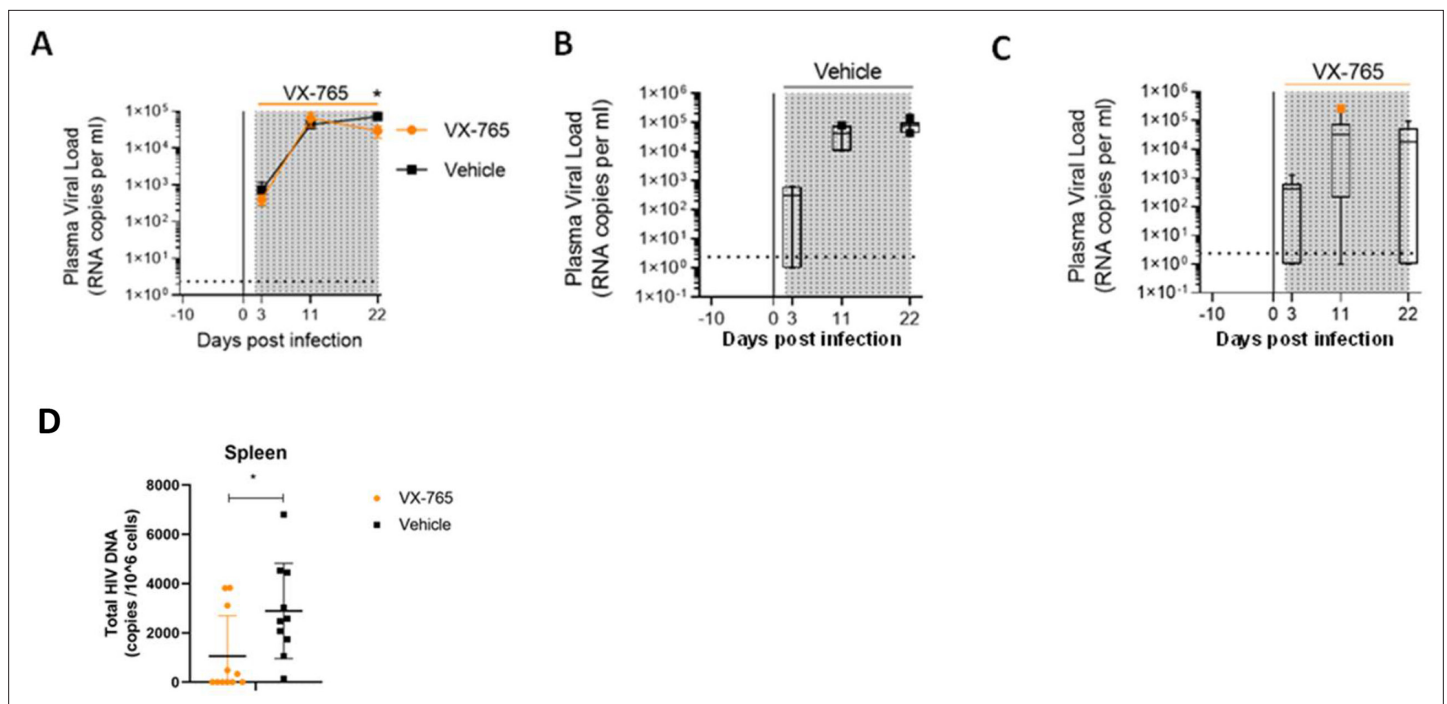 A
VX-765
*
1×10^5
1×10^4
1×10^3
1×10^2
1×10^1
1×10^0
Plasma Viral Load
(RNA copies per ml)
-10 0 3 11 22
Days post infection
VX-765
Vehicle
B
Vehicle
1×10^6
1×10^5
1×10^4
1×10^3
1×10^2
1×10^1
1×10^0
1×10^-1
Plasma Viral Load
(RNA copies per ml)
-10 0 3 11 22
Days post infection
C
VX-765
1×10^6
1×10^5
1×10^4
1×10^3
1×10^2
1×10^1
1×10^0
1×10^-1
Plasma Viral Load
(RNA copies per ml)
-10 0 3 11 22
Days post infection
D
Spleen
*
8000
6000
4000
2000
0
Total HIV DNA
(copies /10^6 cells)
VX-765
Vehicle